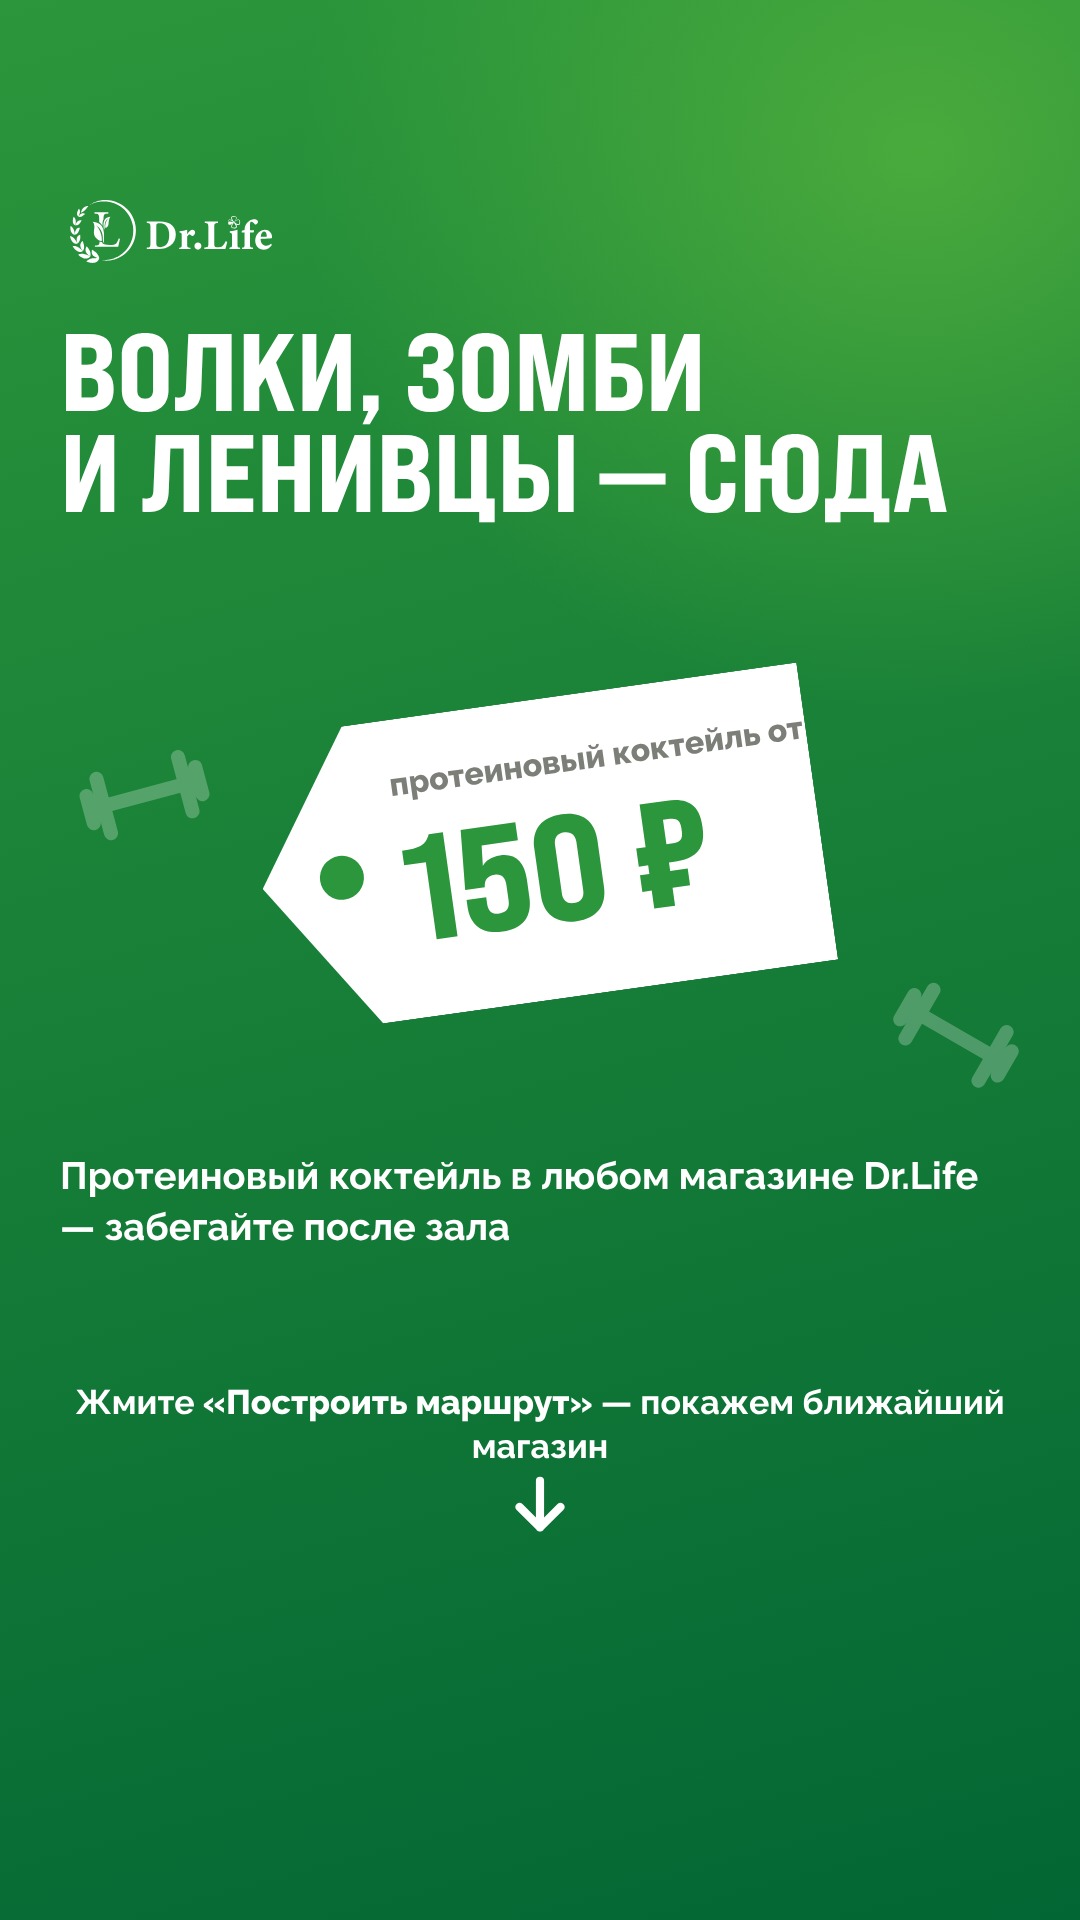 Dr.Life
ВОЛКИ, ЗОМБИ
И ЛЕНИВЦЫ — СЮДА
протеиновый коктейль от
150 ₽
Протеиновый коктейль в любом магазине Dr.Life
— забегайте после зала
Жмите «Построить маршрут» — покажем ближайший
магазин